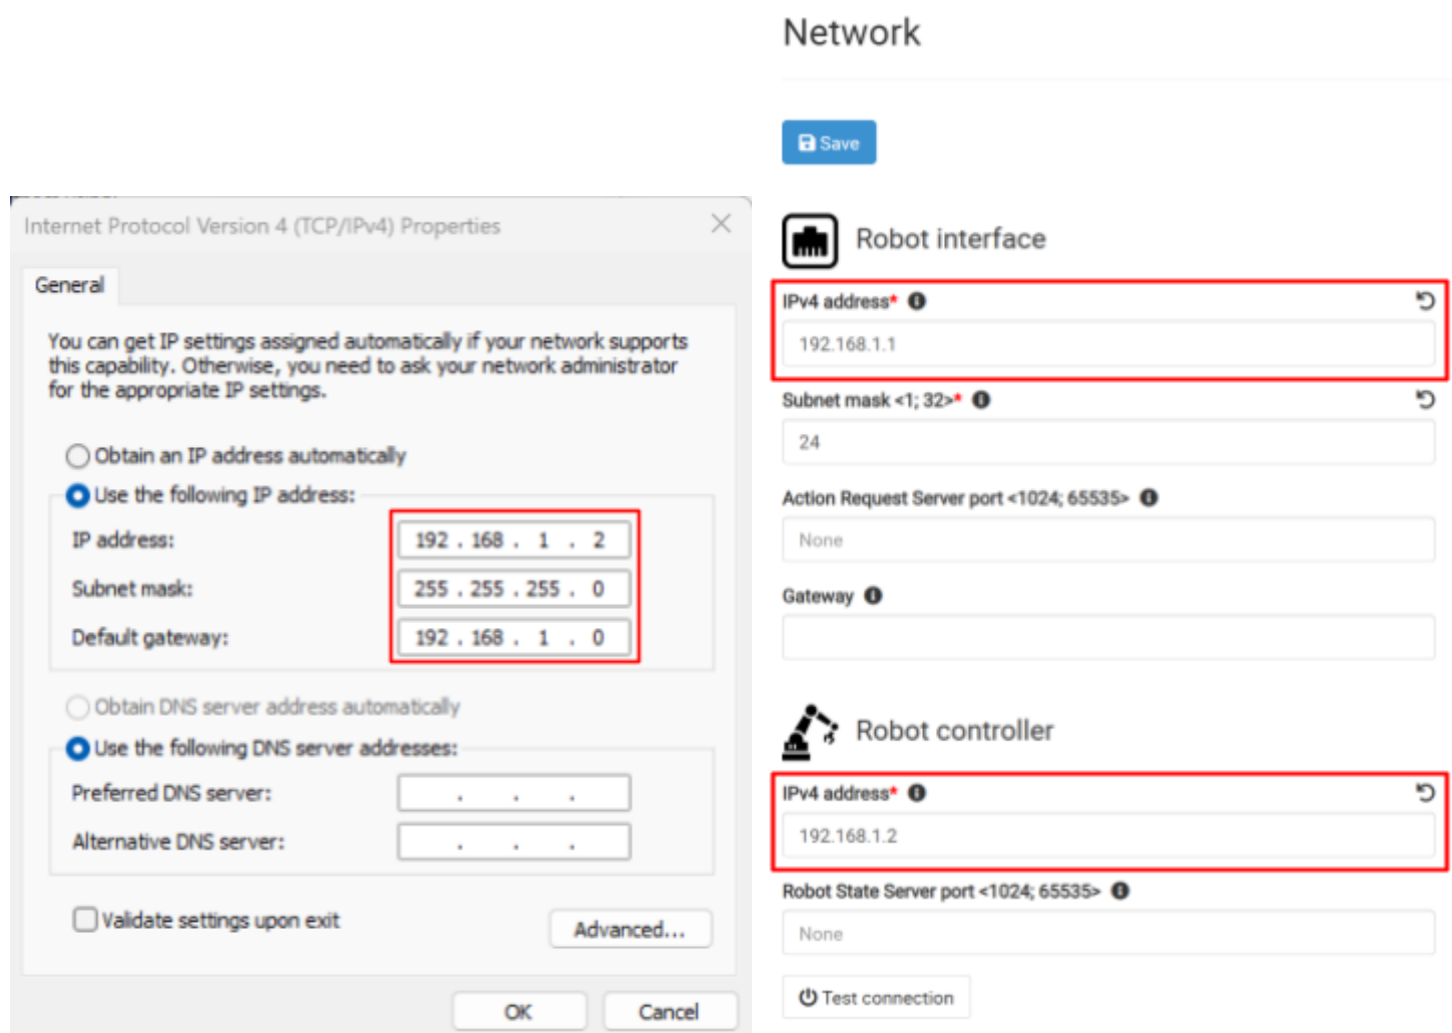 Internet Protocol Version 4 (TCP/IPv4) Properties
General
You can get IP settings assigned automatically if your network supports
this capability. Otherwise, you need to ask your network administrator
for the appropriate IP settings.
Obtain an IP address automatically
Use the following IP address:
IP address:
192 . 168 . 1 . 2
Subnet mask:
255 . 255 . 255 . 0
Default gateway:
192 . 168 . 1 . 0
Obtain DNS server address automatically
Use the following DNS server addresses:
Preferred DNS server:
. . .
Alternative DNS server:
. . .
Validate settings upon exit
Advanced...
OK
Cancel
Network
Save
Robot interface
IPv4 address*
192.168.1.1
Subnet mask <1; 32>*
24
Action Request Server port <1024; 65535>
None
Gateway
Robot controller
IPv4 address*
192.168.1.2
Robot State Server port <1024; 65535>
None
Test connection